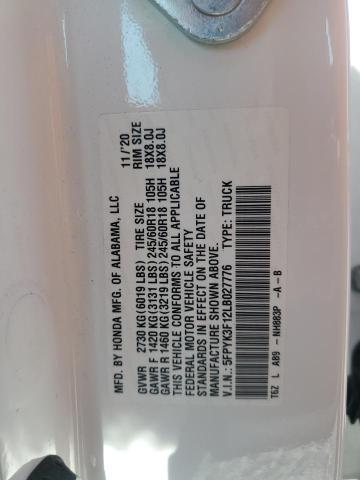 MFD. BY HONDA MFG. OF ALABAMA, LLC 11/'20
GVWR 2730 KG(6019 LBS) TIRE SIZE RIM SIZE
GAWR F 1420 KG(3131 LBS) 245/60R18 105H 18X8.0J
GAWR R 1460 KG(3219 LBS) 245/60R18 105H 18X8.0J
THIS VEHICLE CONFORMS TO ALL APPLICABLE
FEDERAL MOTOR VEHICLE SAFETY
STANDARDS IN EFFECT ON THE DATE OF
MANUFACTURE SHOWN ABOVE.
V.I.N.: 5FPYK3F12LB027776 TYPE: TRUCK
T6Z L AB9 - NH883P -A - B